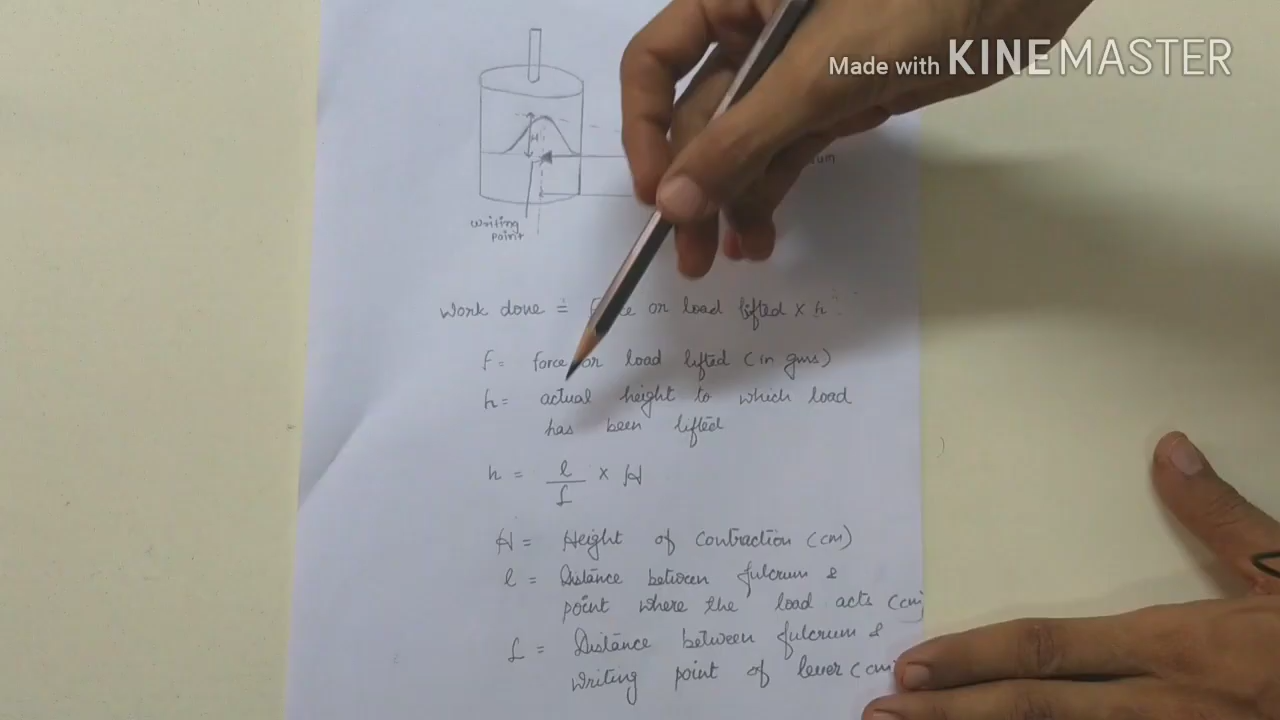 Made with KINEMASTER
H
um
writing
point
Work done = or load lifted x h
F = force or load lifted (in gms)
h = actual height to which load
has been lifted
h = l/L x H
H = Height of contraction (cm)
l = Distance between fulcrum &
point where the load acts (cm)
L = Distance between fulcrum &
writing point of lever (cm)